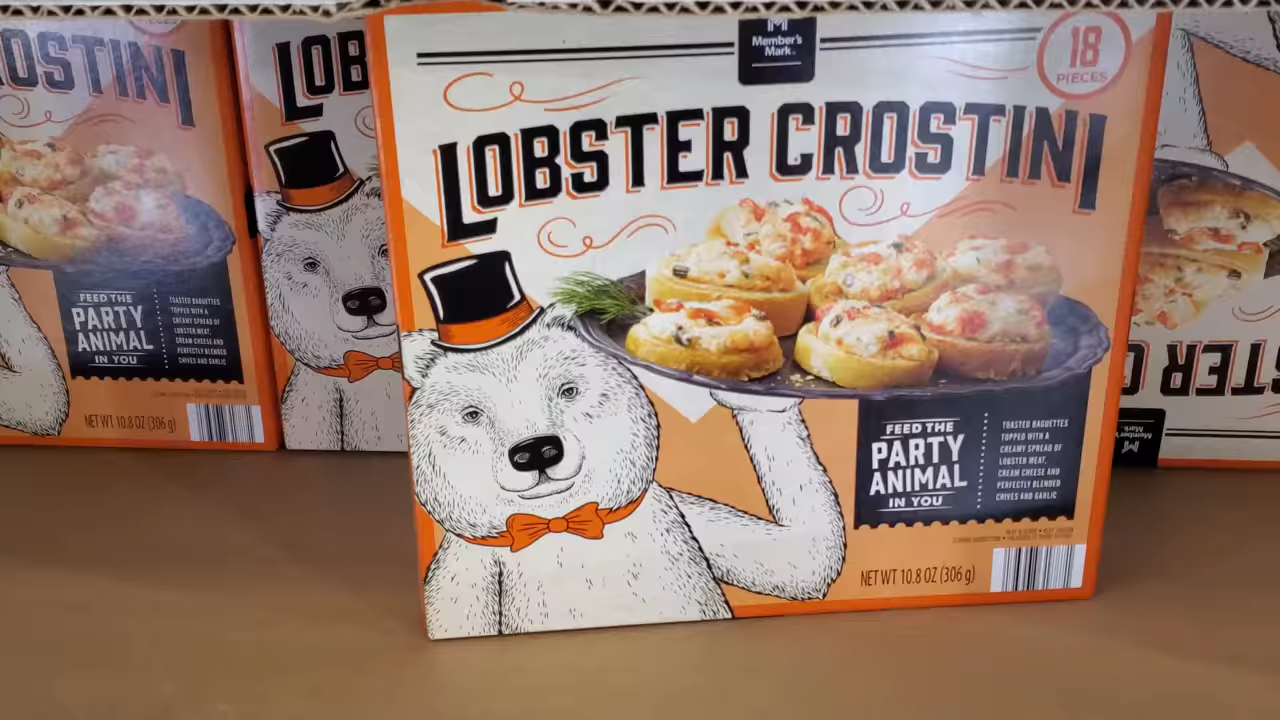 OSTINI
FEED THE
PARTY
ANIMAL
IN YOU
TOASTED BAGUETTES
TOPPED WITH A
CREAMY SPREAD OF
LOBSTER MEAT,
CREAM CHEESE AND
PERFECTLY BLENDED
CHIVES AND GARLIC
NET WT 10.8 OZ (306 g)
LOB
Member's
Mark
18
PIECES
LOBSTER CROSTINI
FEED THE
PARTY
ANIMAL
IN YOU
TOASTED BAGUETTES
TOPPED WITH A
CREAMY SPREAD OF
LOBSTER MEAT,
CREAM CHEESE AND
PERFECTLY BLENDED
CHIVES AND GARLIC
NET WT 10.8 OZ (306 g)
STER C
Member's
Mark